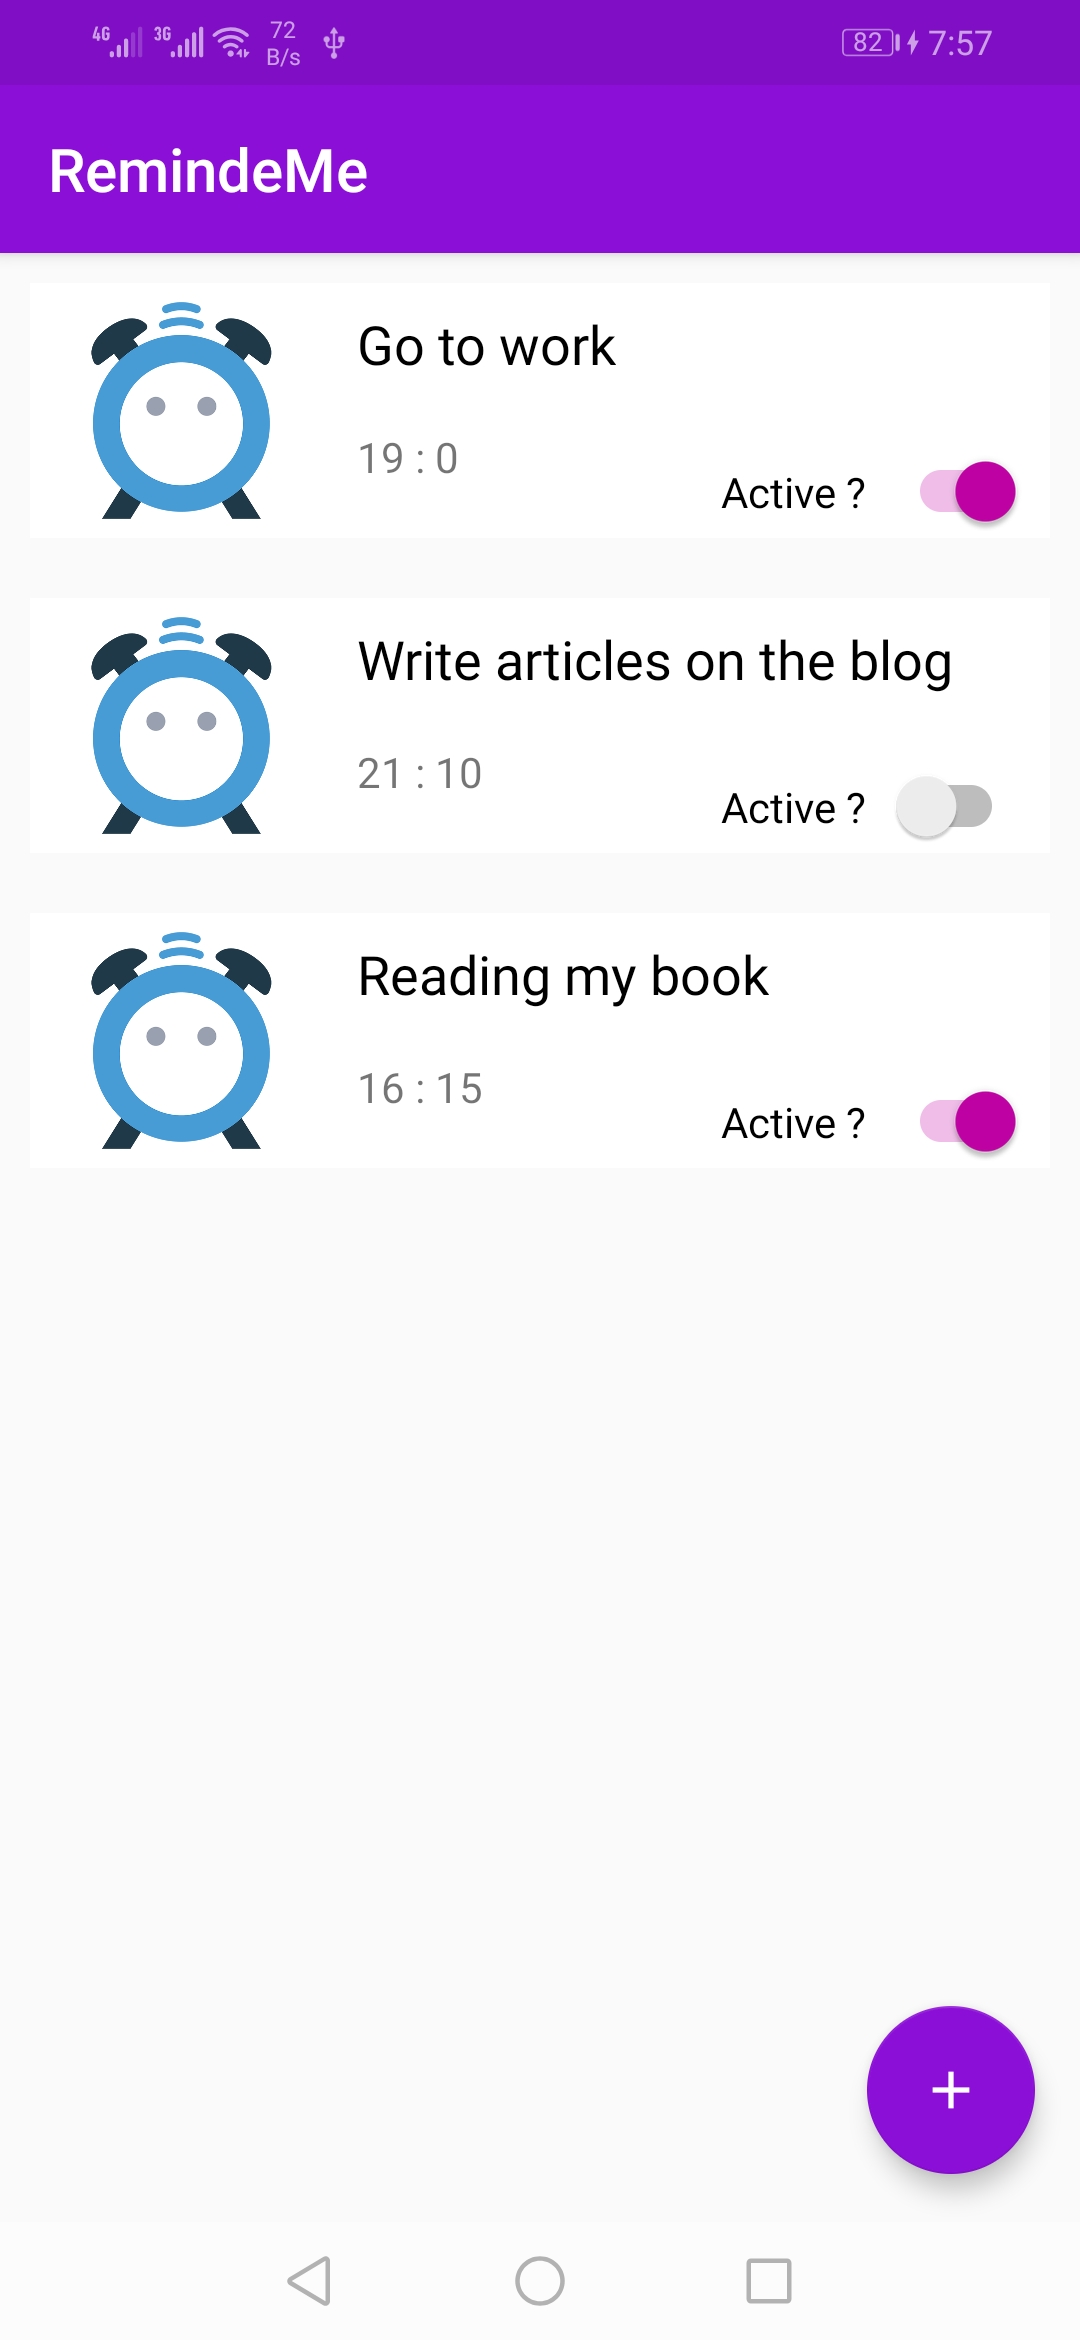 4G 3G 72 B/s 82 7:57
RemindeMe
Go to work
19 : 0
Active ?
Write articles on the blog
21 : 10
Active ?
Reading my book
16 : 15
Active ?